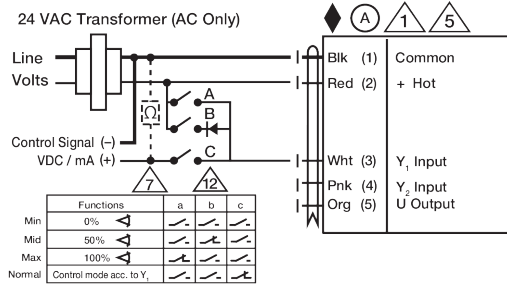 24 VAC Transformer (AC Only)
A 1 5
Line
Volts
Blk (1) Common
Red (2) + Hot
A
Ω
B
Control Signal (–)
VDC / mA (+)
C
Wht (3) Y1 Input
7 12
Pnk (4) Y2 Input
Org (5) U Output
Functions a b c
Min 0%
Mid 50%
Max 100%
Normal Control mode acc. to Y1